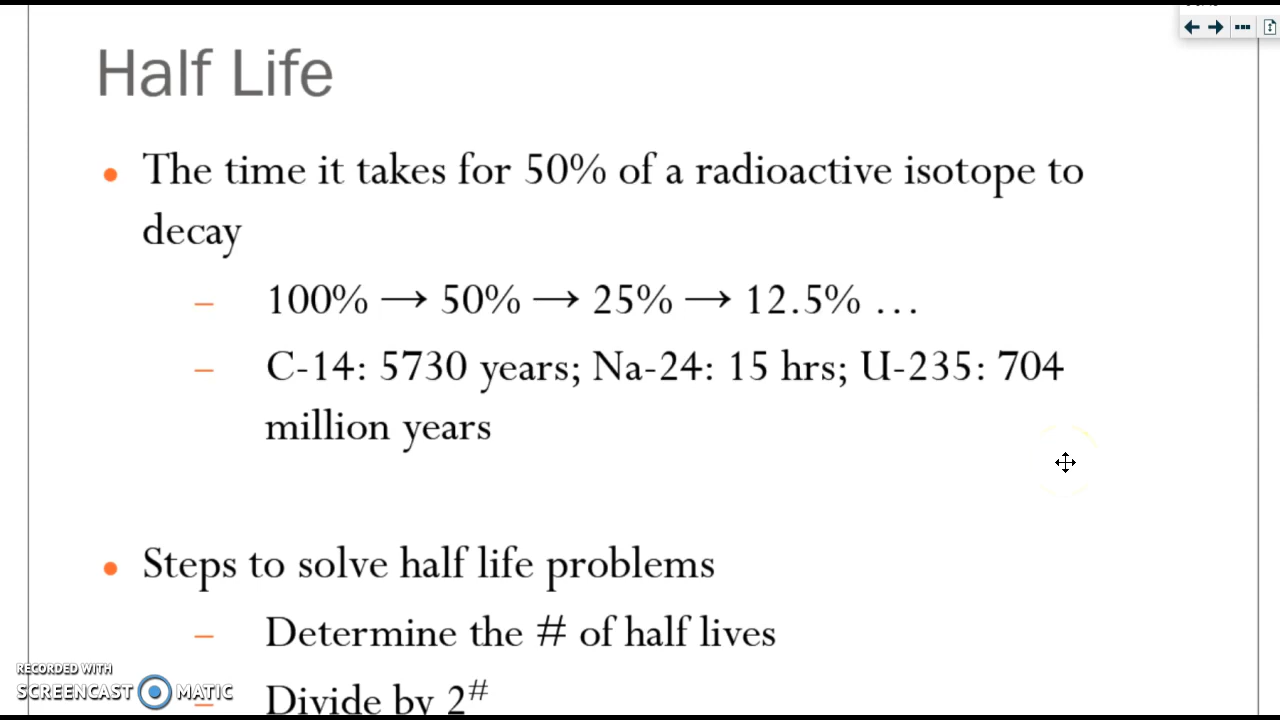 Half Life
• The time it takes for 50% of a radioactive isotope to
decay
– 100% → 50% → 25% → 12.5% …
– C-14: 5730 years; Na-24: 15 hrs; U-235: 704
million years
• Steps to solve half life problems
– Determine the # of half lives
– Divide by 2^#
RECORDED WITH
SCREENCAST MATIC